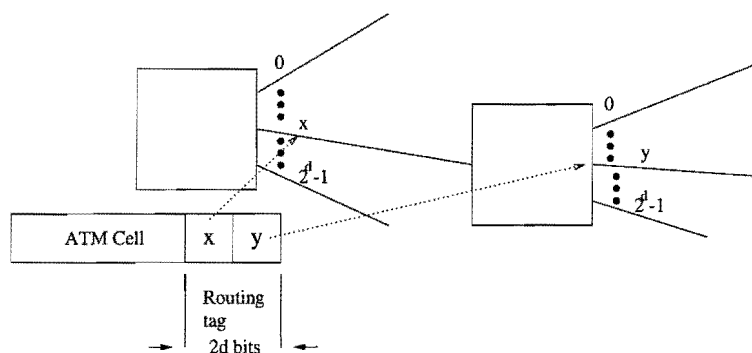 0
x
2^d-1
0
y
2^d-1
ATM Cell
x
y
Routing
tag
2d bits